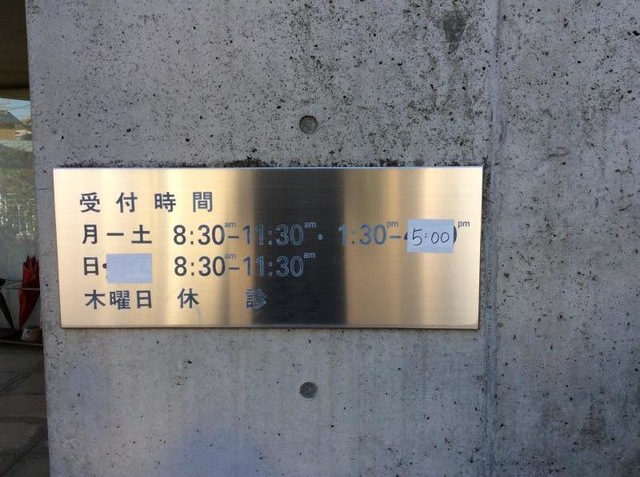 受付時間
月ー土 8:30am-11:30am・1:30pm-5:00pm
日・ 8:30am-11:30am
木曜日 休診